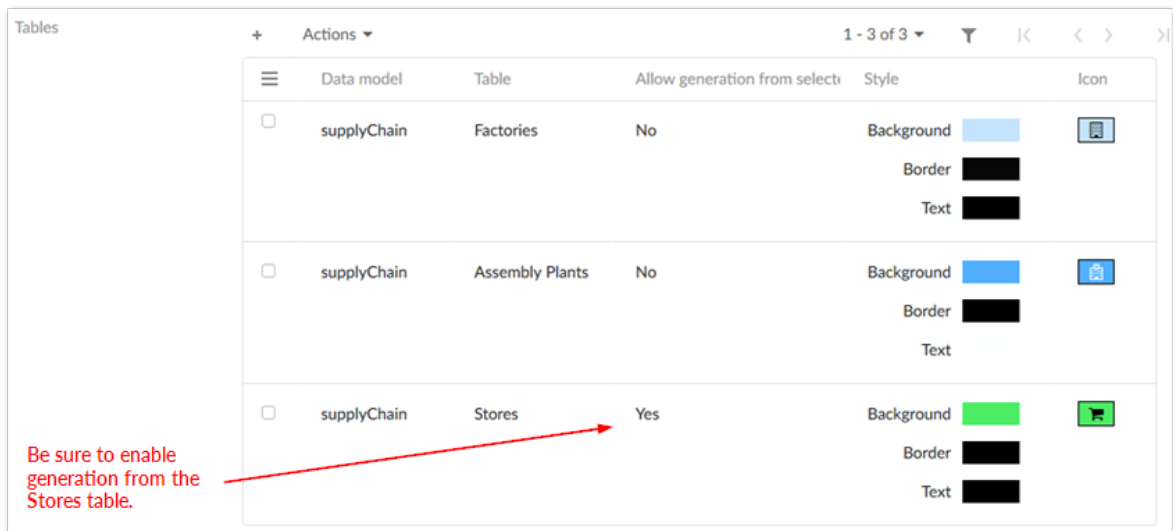 Tables
+ Actions 1 - 3 of 3
Data model Table Allow generation from selecte Style Icon
supplyChain Factories No Background
Border
Text
supplyChain Assembly Plants No Background
Border
Text
supplyChain Stores Yes Background
Border
Text
Be sure to enable
generation from the
Stores table.